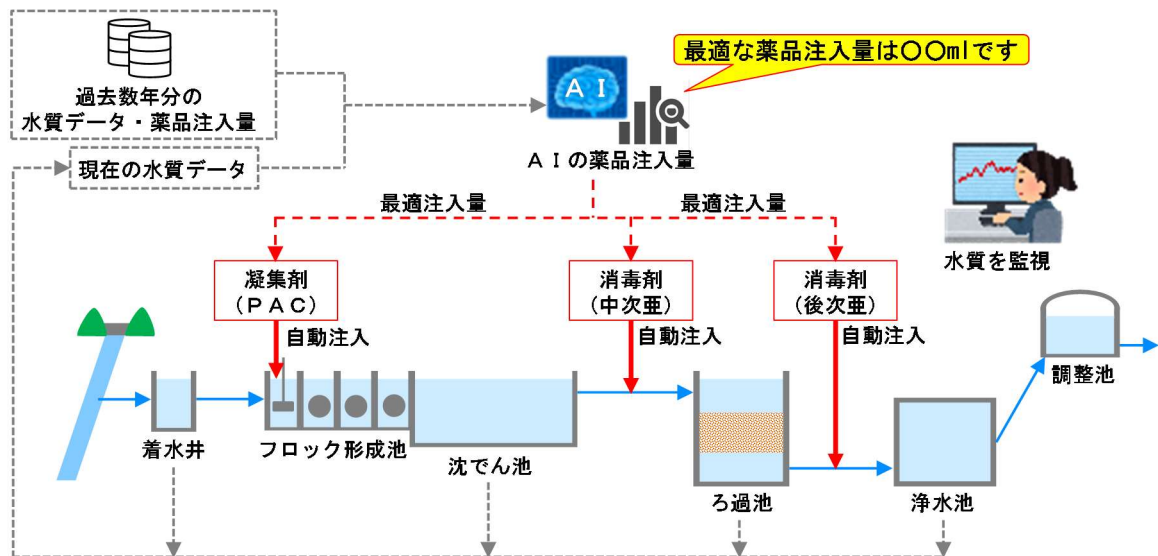 過去数年分の
水質データ・薬品注入量
現在の水質データ
AI
最適な薬品注入量は〇〇mlです
AIの薬品注入量
最適注入量
最適注入量
水質を監視
凝集剤
(PAC)
自動注入
消毒剤
(中次亜)
自動注入
消毒剤
(後次亜)
自動注入
着水井
フロック形成池
沈でん池
ろ過池
浄水池
調整池